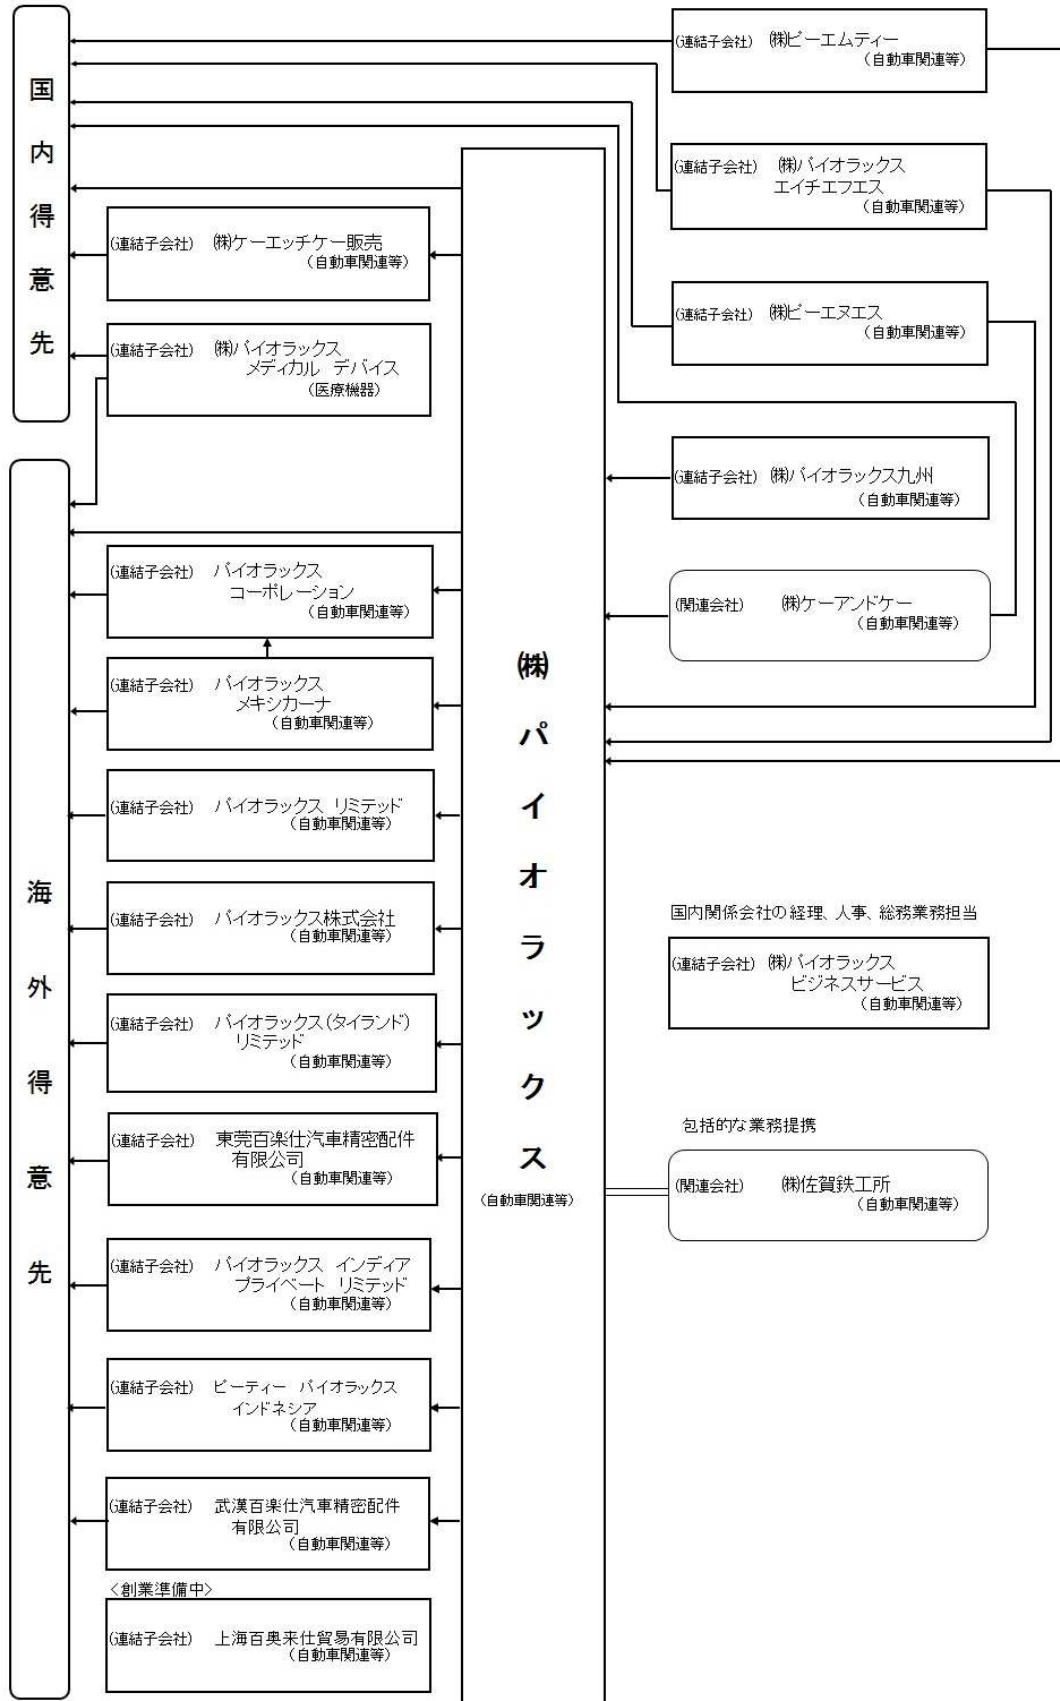 国内得意先
(連結子会社) ㈱ケーエッチケー販売
(自動車関連等)
(連結子会社) ㈱パイオラックス
メディカル デバイス
(医療機器)
海外得意先
(連結子会社) パイオラックス
コーポレーション
(自動車関連等)
(連結子会社) パイオラックス
メキシカーナ
(自動車関連等)
(連結子会社) パイオラックス リミテッド
(自動車関連等)
(連結子会社) パイオラックス株式会社
(自動車関連等)
(連結子会社) パイオラックス(タイランド)
リミテッド
(自動車関連等)
(連結子会社) 東莞百楽仕汽車精密配件
有限公司
(自動車関連等)
(連結子会社) パイオラックス インディア
プライベート リミテッド
(自動車関連等)
(連結子会社) ピーティー パイオラックス
インドネシア
(自動車関連等)
(連結子会社) 武漢百楽仕汽車精密配件
有限公司
(自動車関連等)
<創業準備中>
(連結子会社) 上海百奥来仕貿易有限公司
(自動車関連等)
㈱パイオラックス
(自動車関連等)
(連結子会社) ㈱ピーエムティー
(自動車関連等)
(連結子会社) ㈱パイオラックス
エイチエフエス
(自動車関連等)
(連結子会社) ㈱ピーエヌエス
(自動車関連等)
(連結子会社) ㈱パイオラックス九州
(自動車関連等)
(関連会社) ㈱ケーアンドケー
(自動車関連等)
国内関係会社の経理、人事、総務業務担当
(連結子会社) ㈱パイオラックス
ビジネスサービス
(自動車関連等)
包括的な業務提携
(関連会社) ㈱佐賀鉄工所
(自動車関連等)